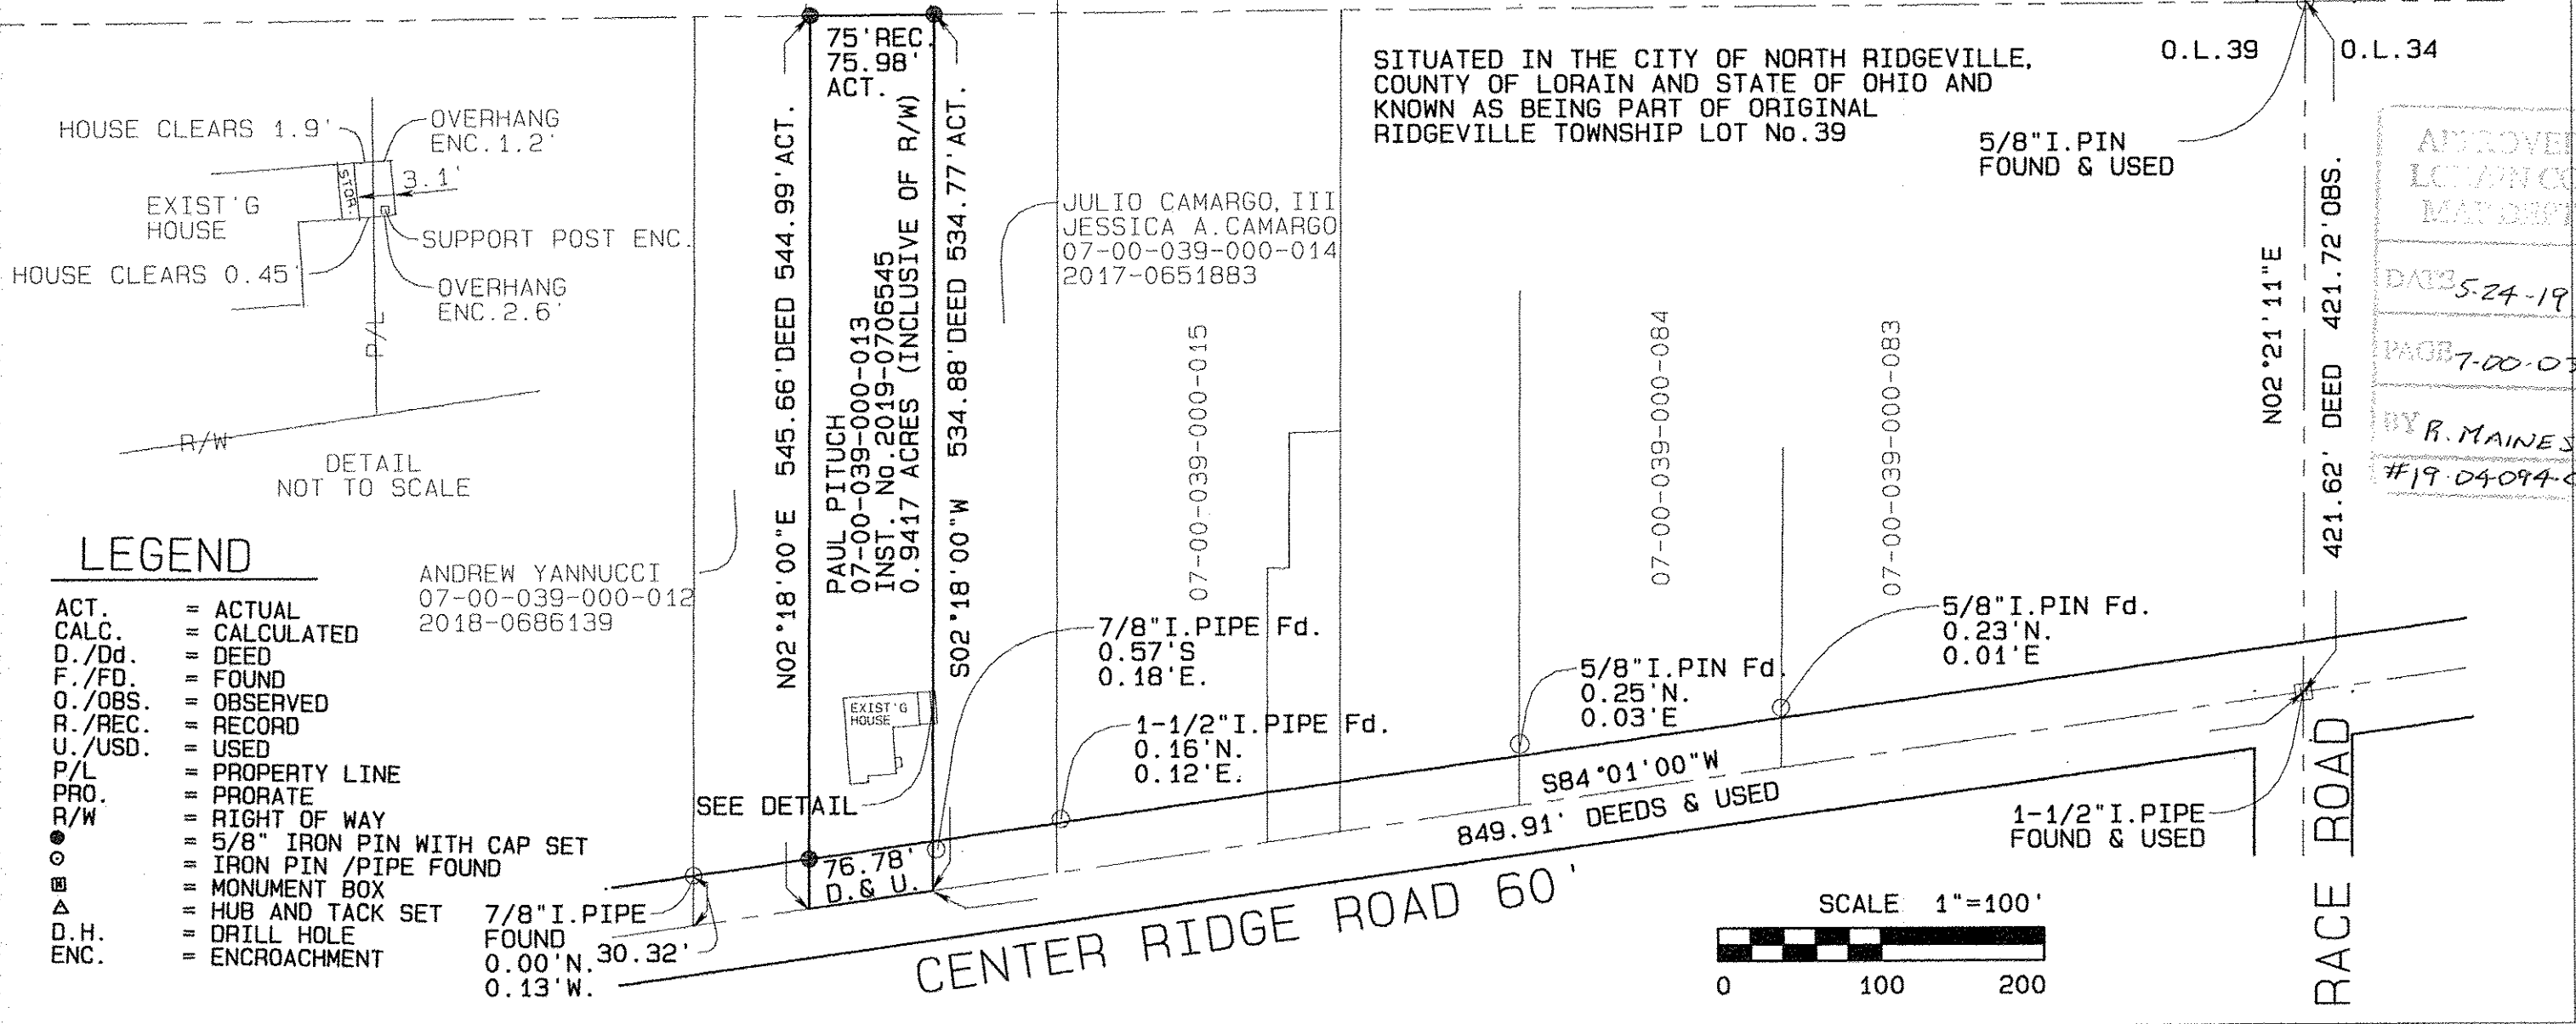 75'REC.
75.98'
ACT.
SITUATED IN THE CITY OF NORTH RIDGEVILLE,
COUNTY OF LORAIN AND STATE OF OHIO AND
KNOWN AS BEING PART OF ORIGINAL
RIDGEVILLE TOWNSHIP LOT No.39
O.L.39
O.L.34
5/8"I.PIN
FOUND & USED
HOUSE CLEARS 1.9'
OVERHANG
ENC.1.2'
3.1'
STOR.
EXIST'G
HOUSE
SUPPORT POST ENC.
HOUSE CLEARS 0.45'
OVERHANG
ENC.2.6'
P/L
R/W
DETAIL
NOT TO SCALE
N02°18'00"E 545.66'DEED 544.99'ACT.
PAUL PITUCH
07-00-039-000-013
INST. No.2019-0706545
0.9417 ACRES (INCLUSIVE OF R/W)
S02°18'00"W 534.88'DEED 534.77'ACT.
JULIO CAMARGO, III
JESSICA A.CAMARGO
07-00-039-000-014
2017-0651883
07-00-039-000-015
07-00-039-000-084
07-00-039-000-083
N02°21'11"E
421.62' DEED 421.72'OBS.
DATE 5-24-19
PAGE 7-00-03
BY R. MAINES
#19-04094-
LEGEND
ACT. = ACTUAL
CALC. = CALCULATED
D./Dd. = DEED
F./FD. = FOUND
O./OBS. = OBSERVED
R./REC. = RECORD
U./USD. = USED
P/L = PROPERTY LINE
PRO. = PRORATE
R/W = RIGHT OF WAY
= 5/8" IRON PIN WITH CAP SET
= IRON PIN /PIPE FOUND
= MONUMENT BOX
= HUB AND TACK SET
D.H. = DRILL HOLE
ENC. = ENCROACHMENT
ANDREW YANNUCCI
07-00-039-000-012
2018-0686139
EXIST'G
HOUSE
SEE DETAIL
7/8"I.PIPE Fd.
0.57'S
0.18'E.
1-1/2"I.PIPE Fd.
0.16'N.
0.12'E.
5/8"I.PIN Fd.
0.25'N.
0.03'E
5/8"I.PIN Fd.
0.23'N.
0.01'E
S84°01'00"W
849.91' DEEDS & USED
1-1/2"I.PIPE
FOUND & USED
76.78'
D.& U.
7/8"I.PIPE
FOUND
0.00'N.
0.13'W.
30.32'
CENTER RIDGE ROAD 60'
RACE ROAD
SCALE 1"=100'
0 100 200